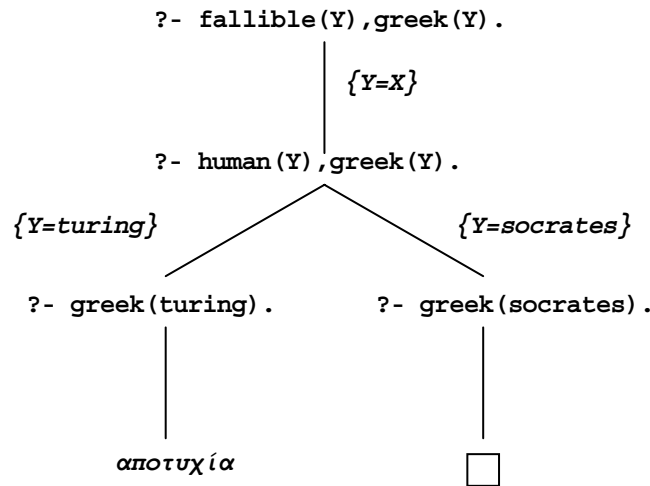 ?- fallible(Y),greek(Y).
{Y=X}
?- human(Y),greek(Y).
{Y=turing}
{Y=socrates}
?- greek(turing).
?- greek(socrates).
αποτυχία